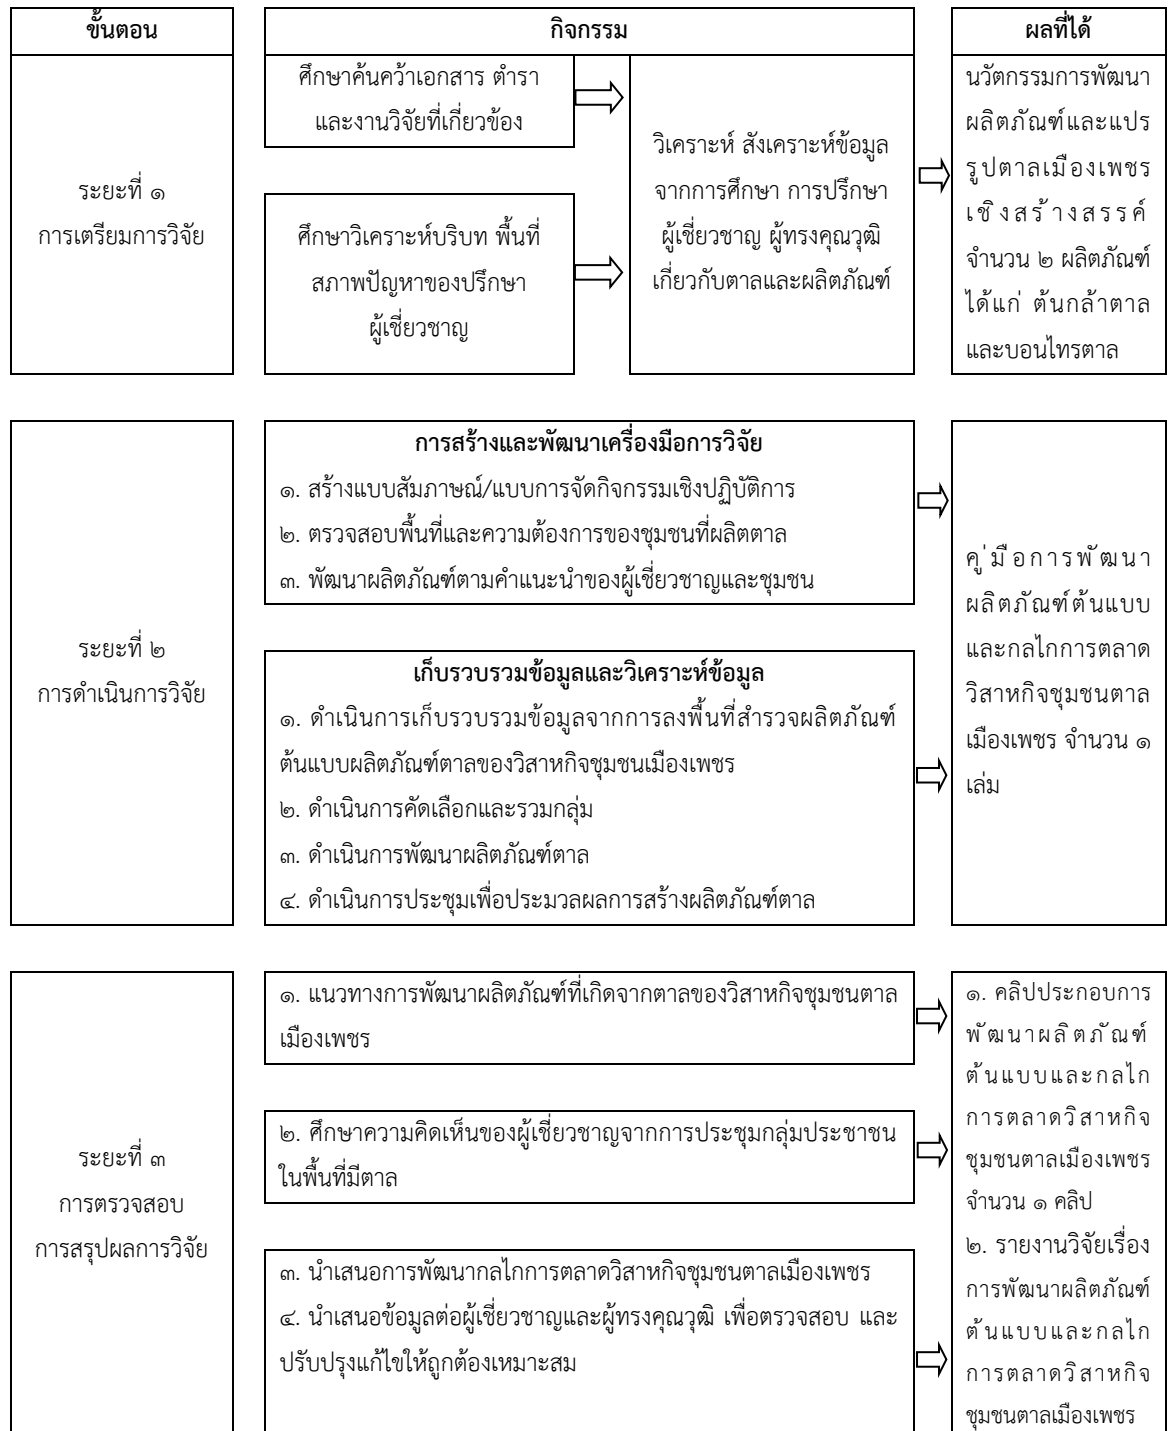 ขั้นตอน
กิจกรรม
ผลที่ได้
ระยะที่ ๑
การเตรียมการวิจัย
ศึกษาค้นคว้าเอกสาร ตำรา
และงานวิจัยที่เกี่ยวข้อง
ศึกษาวิเคราะห์บริบท พื้นที่
สภาพปัญหาของปรึกษา
ผู้เชี่ยวชาญ
วิเคราะห์ สังเคราะห์ข้อมูล
จากการศึกษา การปรึกษา
ผู้เชี่ยวชาญ ผู้ทรงคุณวุฒิ
เกี่ยวกับตาลและผลิตภัณฑ์
นวัตกรรมการพัฒนา
ผลิตภัณฑ์และแปร
รูปตาลเมืองเพชร
เชิงสร้างสรรค์
จำนวน ๒ ผลิตภัณฑ์
ได้แก่ ต้นกล้าตาล
และบอนไทรตาล
ระยะที่ ๒
การดำเนินการวิจัย
การสร้างและพัฒนาเครื่องมือการวิจัย
๑. สร้างแบบสัมภาษณ์/แบบการจัดกิจกรรมเชิงปฏิบัติการ
๒. ตรวจสอบพื้นที่และความต้องการของชุมชนที่ผลิตตาล
๓. พัฒนาผลิตภัณฑ์ตามคำแนะนำของผู้เชี่ยวชาญและชุมชน
เก็บรวบรวมข้อมูลและวิเคราะห์ข้อมูล
๑. ดำเนินการเก็บรวบรวมข้อมูลจากการลงพื้นที่สำรวจผลิตภัณฑ์
ต้นแบบผลิตภัณฑ์ตาลของวิสาหกิจชุมชนเมืองเพชร
๒. ดำเนินการคัดเลือกและรวมกลุ่ม
๓. ดำเนินการพัฒนาผลิตภัณฑ์ตาล
๔. ดำเนินการประชุมเพื่อประมวลผลการสร้างผลิตภัณฑ์ตาล
คู่มือการพัฒนา
ผลิตภัณฑ์ต้นแบบ
และกลไกการตลาด
วิสาหกิจชุมชนตาล
เมืองเพชร จำนวน ๑
เล่ม
ระยะที่ ๓
การตรวจสอบ
การสรุปผลการวิจัย
๑. แนวทางการพัฒนาผลิตภัณฑ์ที่เกิดจากตาลของวิสาหกิจชุมชนตาล
เมืองเพชร
๒. ศึกษาความคิดเห็นของผู้เชี่ยวชาญจากการประชุมกลุ่มประชาชน
ในพื้นที่มีตาล
๓. นำเสนอการพัฒนากลไกการตลาดวิสาหกิจชุมชนตาลเมืองเพชร
๔. นำเสนอข้อมูลต่อผู้เชี่ยวชาญและผู้ทรงคุณวุฒิ เพื่อตรวจสอบ และ
ปรับปรุงแก้ไขให้ถูกต้องเหมาะสม
๑. คลิปประกอบการ
พัฒนาผลิตภัณฑ์
ต้นแบบและกลไก
การตลาดวิสาหกิจ
ชุมชนตาลเมืองเพชร
จำนวน ๑ คลิป
๒. รายงานวิจัยเรื่อง
การพัฒนาผลิตภัณฑ์
ต้นแบบและกลไก
การตลาดวิสาหกิจ
ชุมชนตาลเมืองเพชร